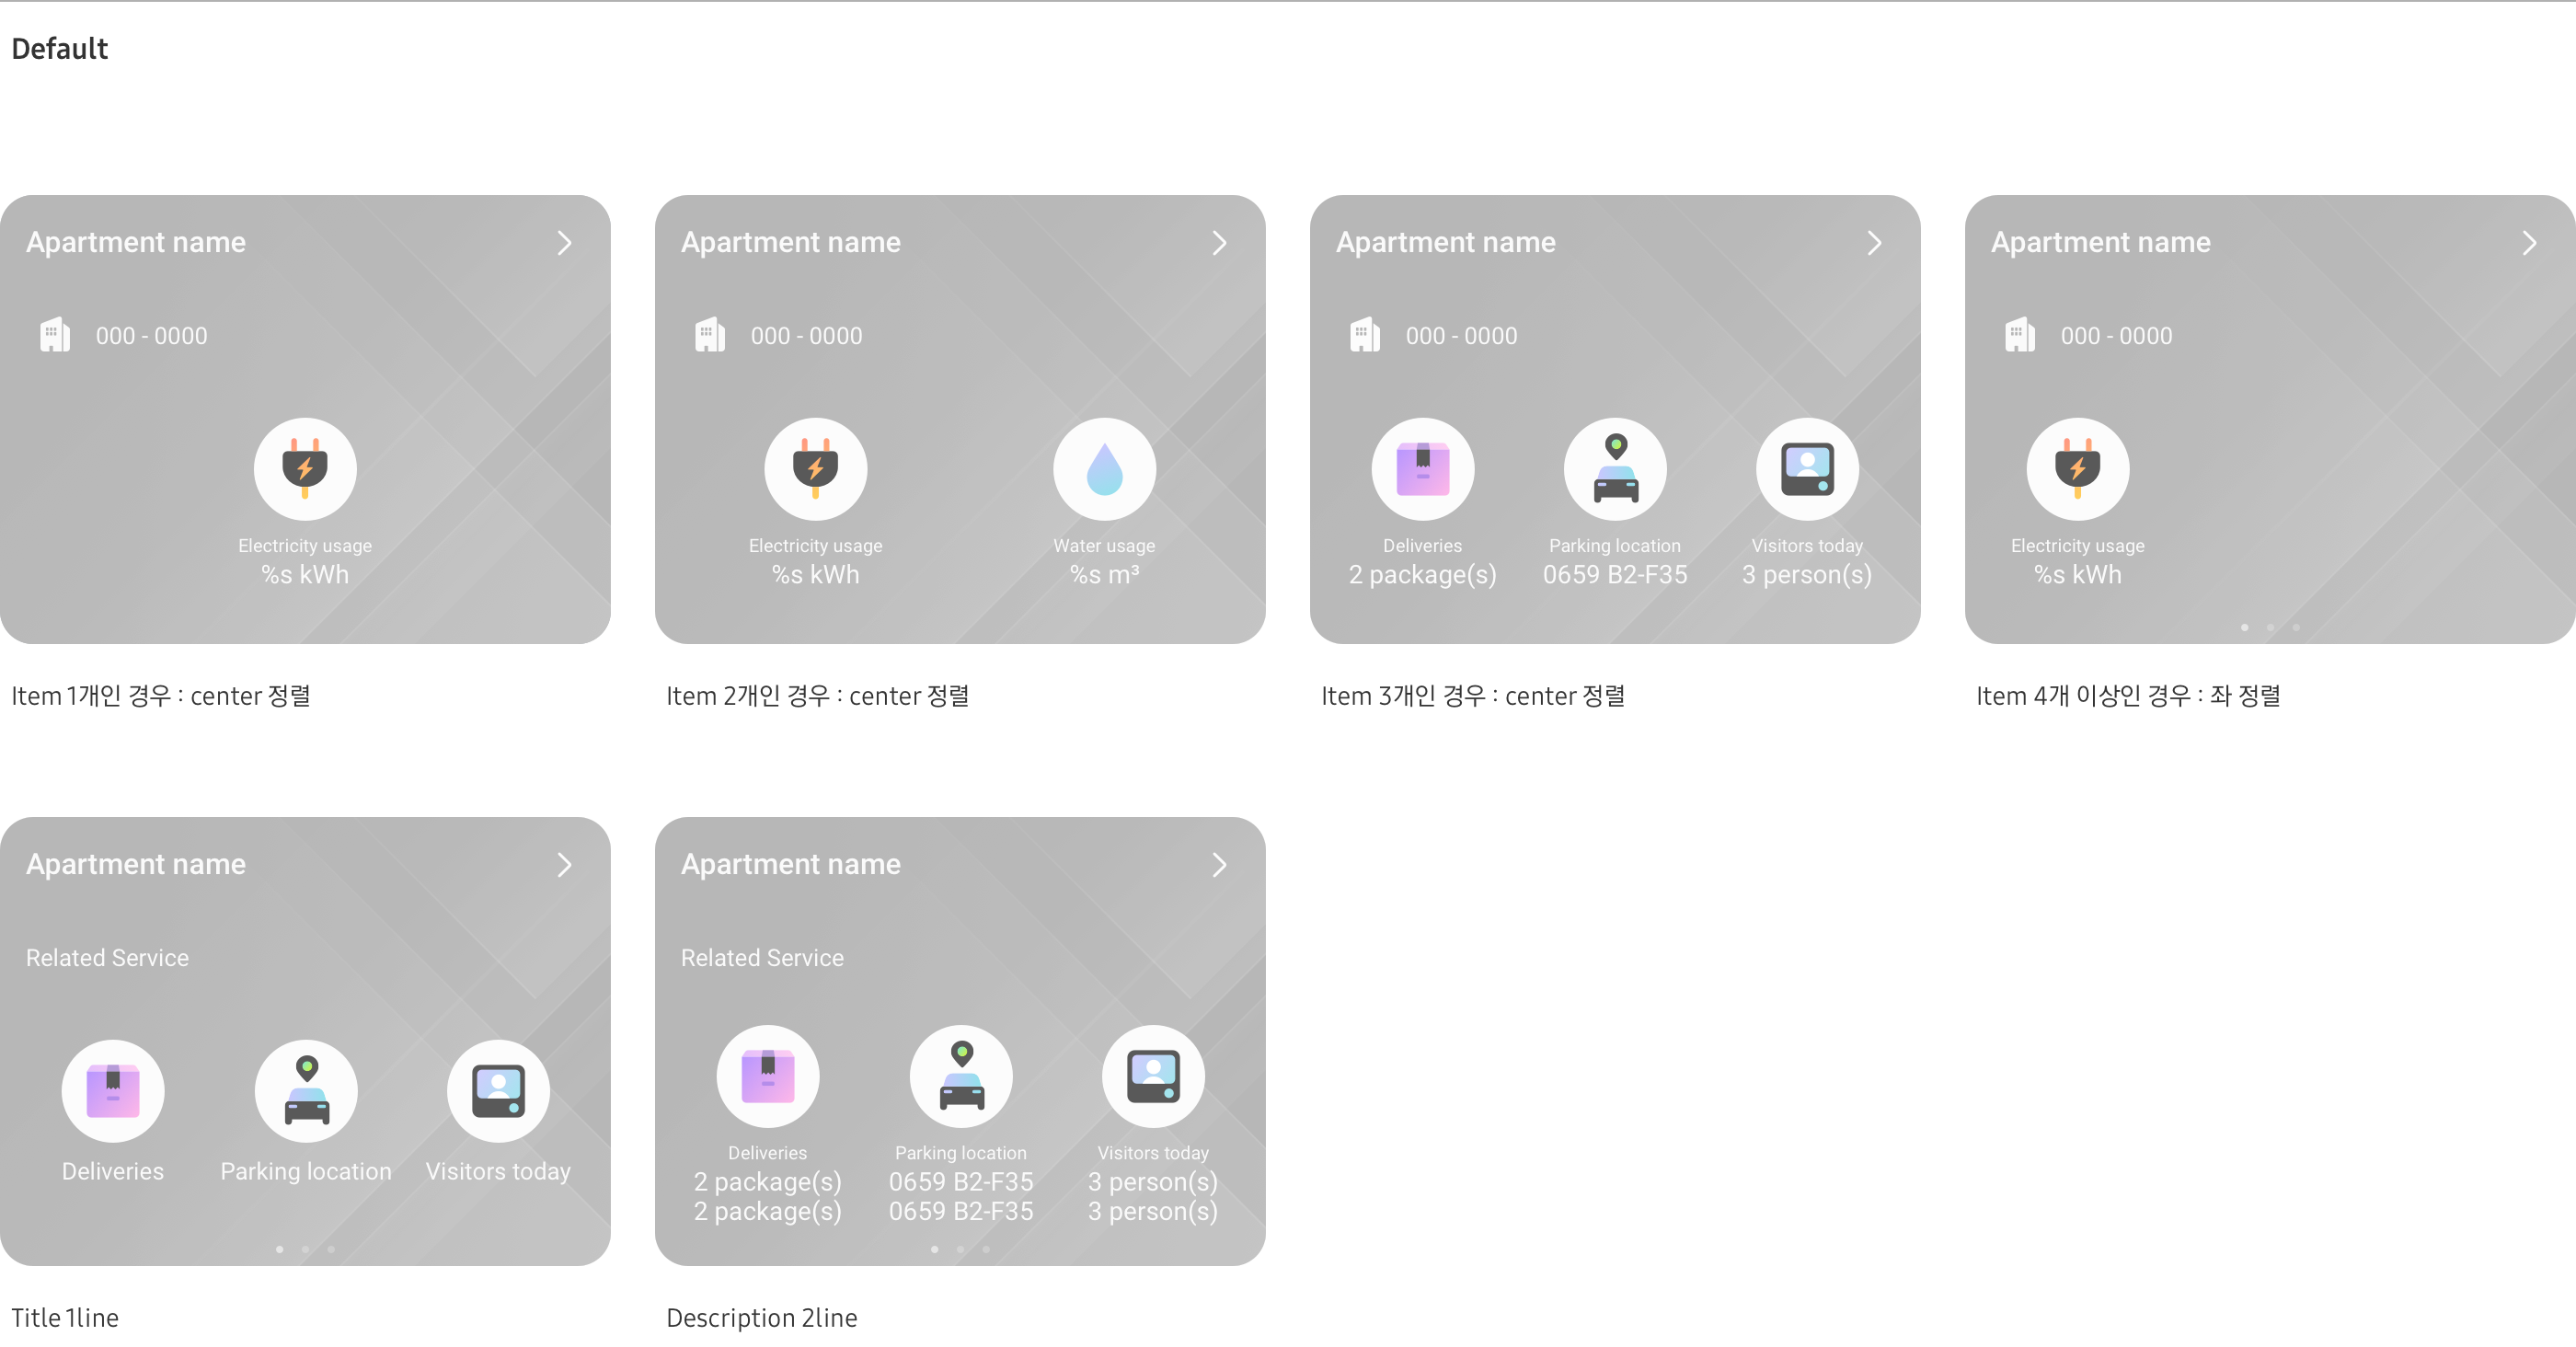 Default
Apartment name
000 - 0000
Electricity usage
%s kWh
Item 1개인 경우 : center 정렬
Apartment name
000 - 0000
Electricity usage
%s kWh
Water usage
%s m³
Item 2개인 경우 : center 정렬
Apartment name
000 - 0000
Deliveries
2 package(s)
Parking location
0659 B2-F35
Visitors today
3 person(s)
Item 3개인 경우 : center 정렬
Apartment name
000 - 0000
Electricity usage
%s kWh
Item 4개 이상인 경우 : 좌 정렬
Apartment name
Related Service
Deliveries
Parking location
Visitors today
Title 1line
Apartment name
Related Service
Deliveries
2 package(s)
2 package(s)
Parking location
0659 B2-F35
0659 B2-F35
Visitors today
3 person(s)
3 person(s)
Description 2line